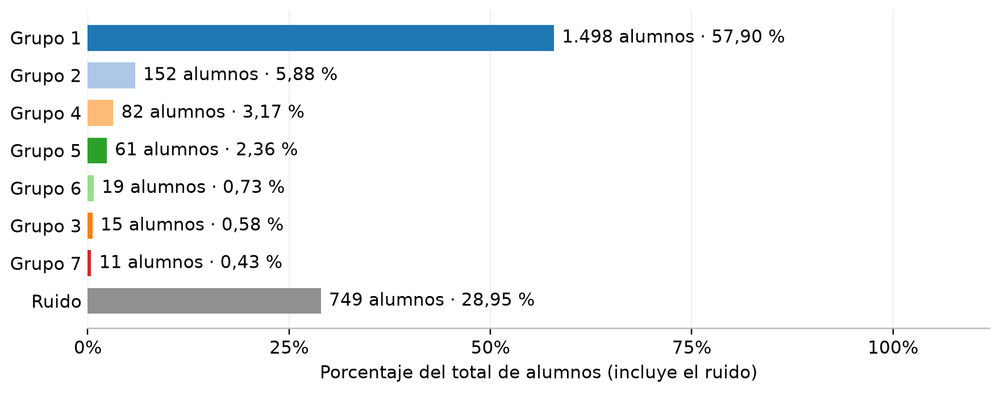 Grupo 1 1.498 alumnos · 57,90 %
Grupo 2 152 alumnos · 5,88 %
Grupo 4 82 alumnos · 3,17 %
Grupo 5 61 alumnos · 2,36 %
Grupo 6 19 alumnos · 0,73 %
Grupo 3 15 alumnos · 0,58 %
Grupo 7 11 alumnos · 0,43 %
Ruido 749 alumnos · 28,95 %
0% 25% 50% 75% 100%
Porcentaje del total de alumnos (incluye el ruido)